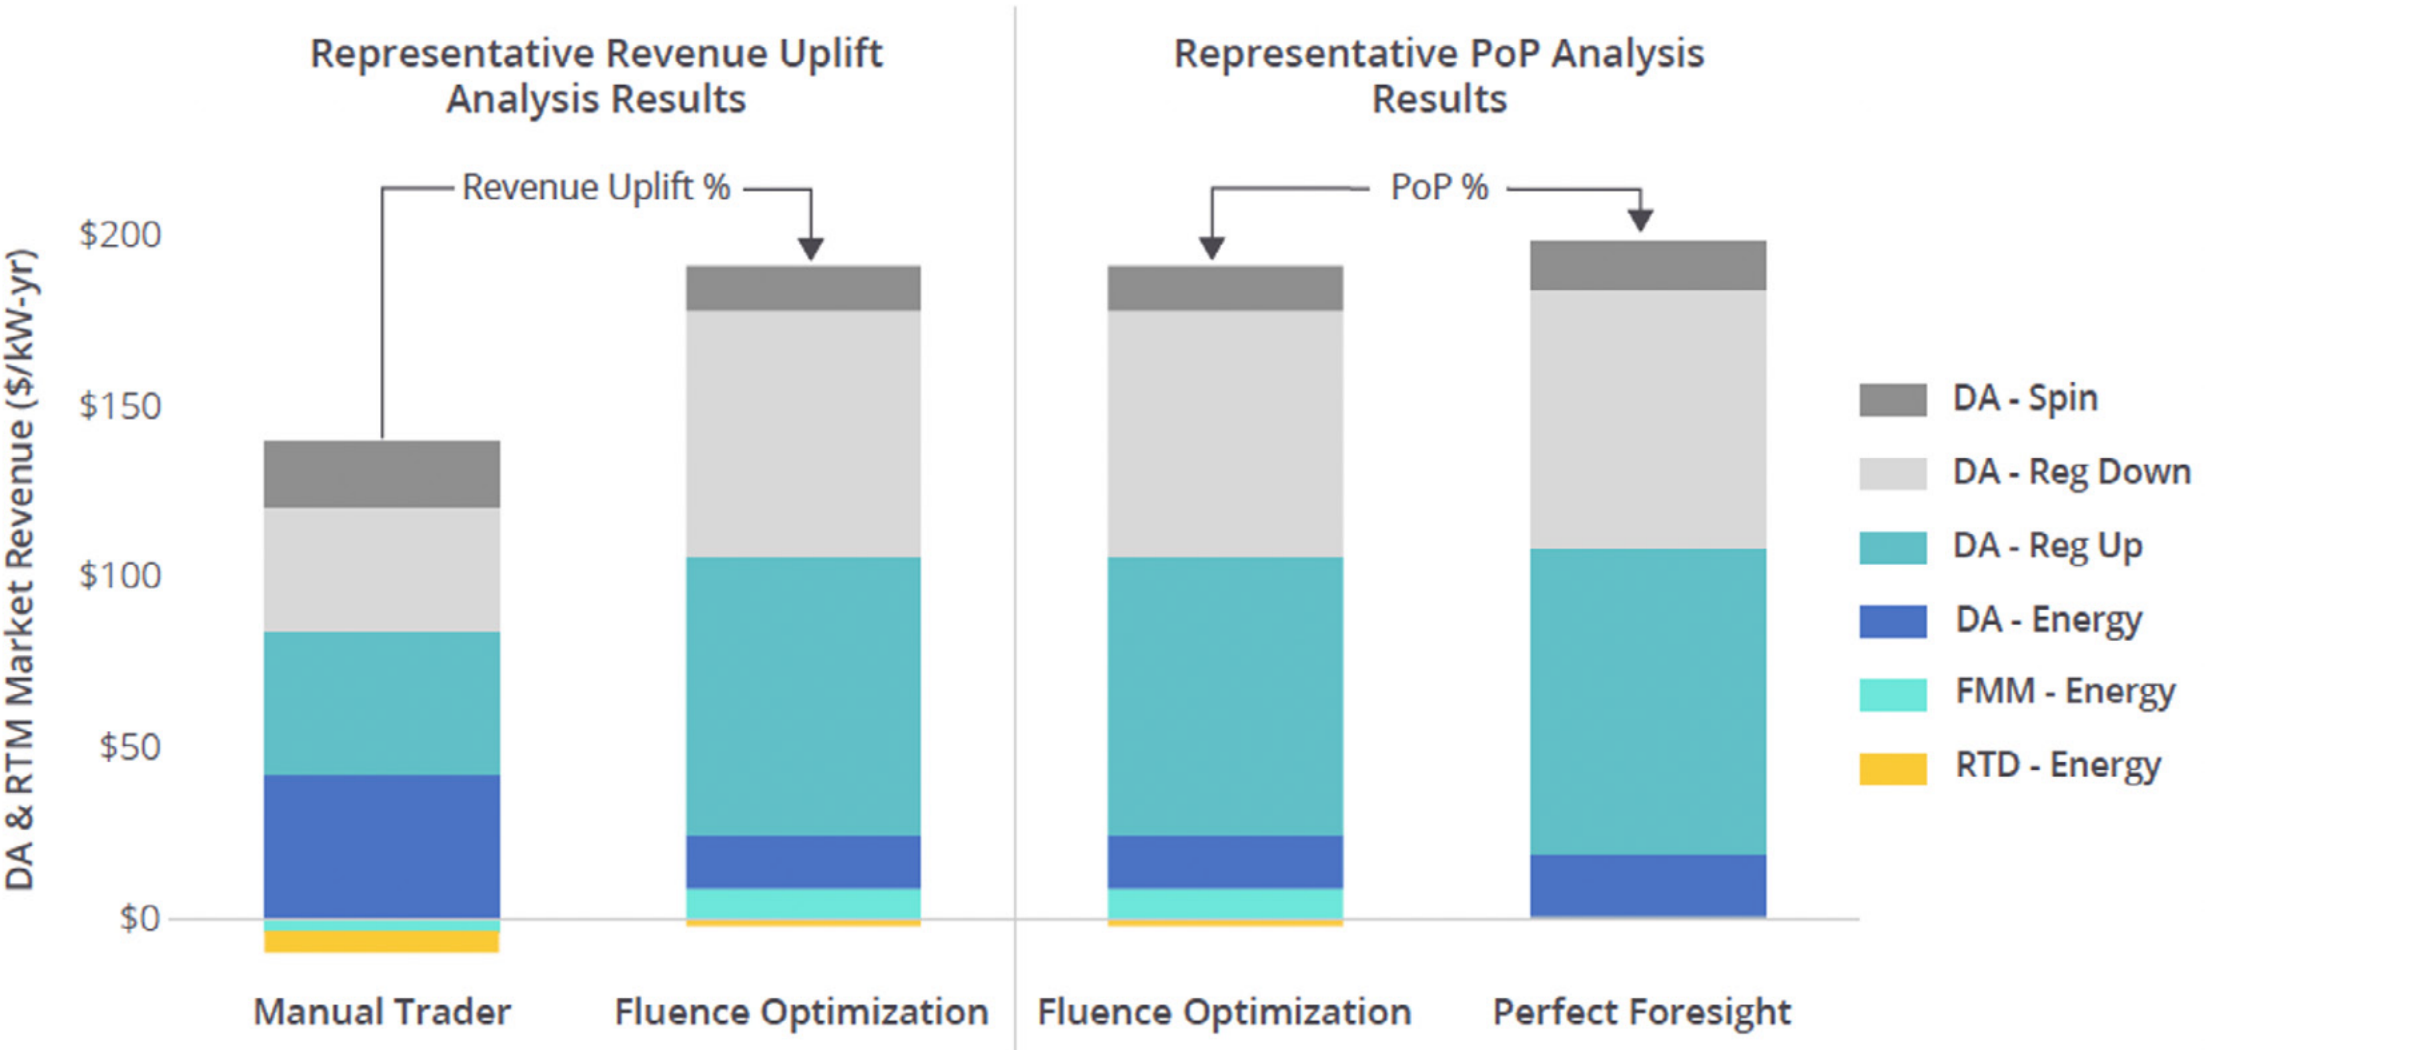 Representative Revenue Uplift
Analysis Results
Representative PoP Analysis
Results
Revenue Uplift %
PoP %
DA & RTM Market Revenue ($/kW-yr)
$200
$150
$100
$50
$0
DA - Spin
DA - Reg Down
DA - Reg Up
DA - Energy
FMM - Energy
RTD - Energy
Manual Trader
Fluence Optimization
Fluence Optimization
Perfect Foresight